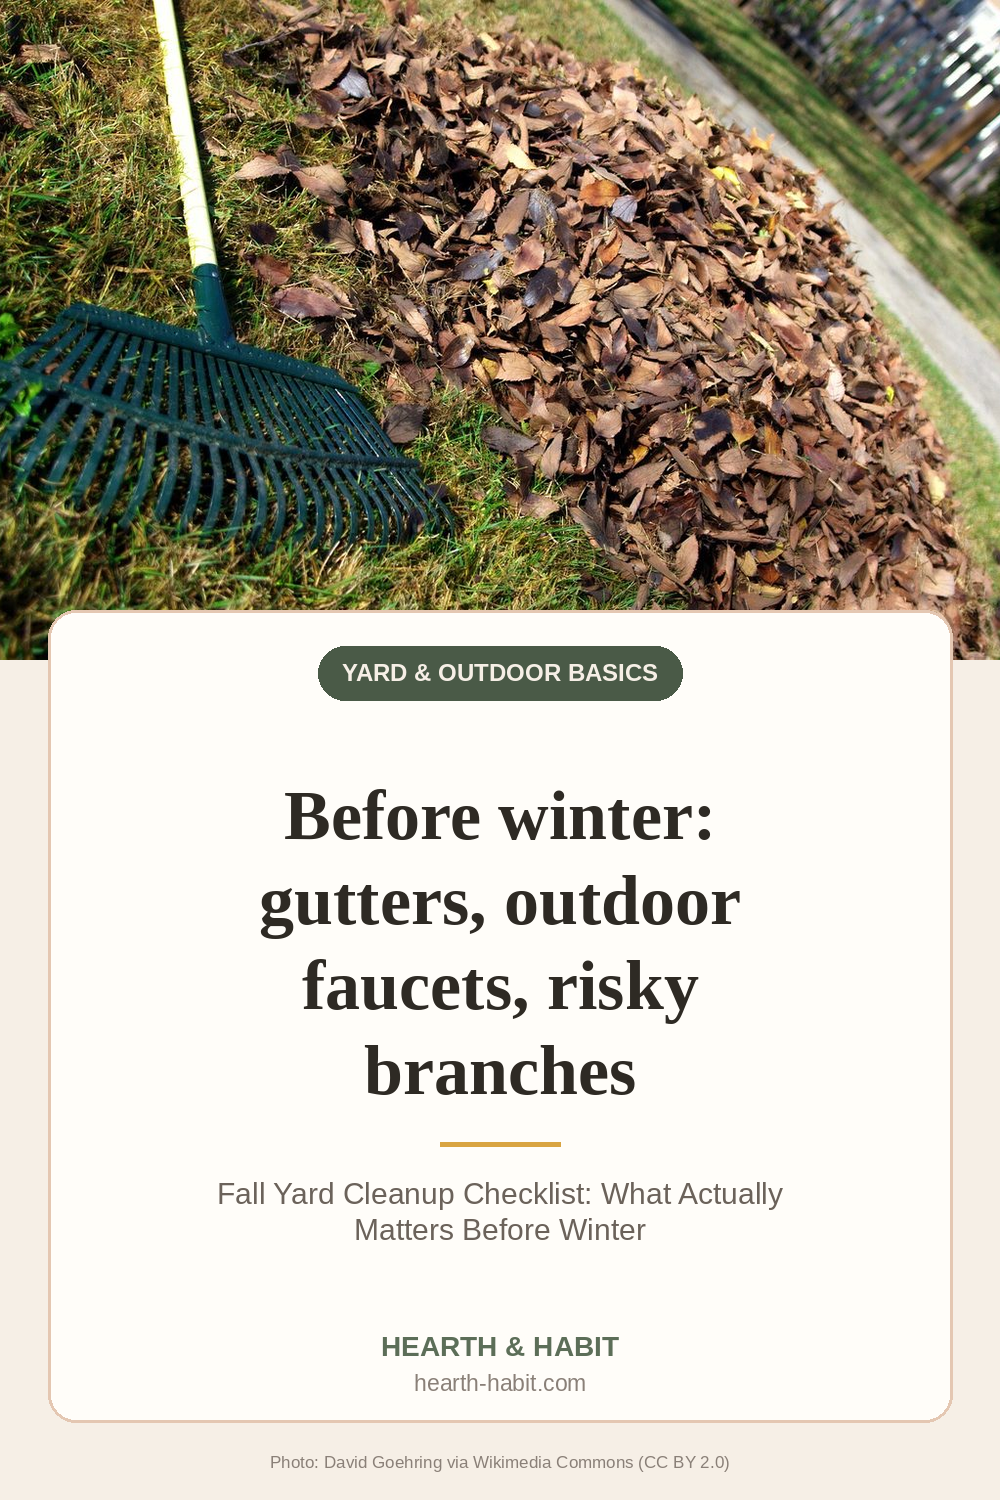 YARD & OUTDOOR BASICS
Before winter:
gutters, outdoor
faucets, risky
branches
Fall Yard Cleanup Checklist: What Actually
Matters Before Winter
HEARTH & HABIT
hearth-habit.com
Photo: David Goehring via Wikimedia Commons (CC BY 2.0)